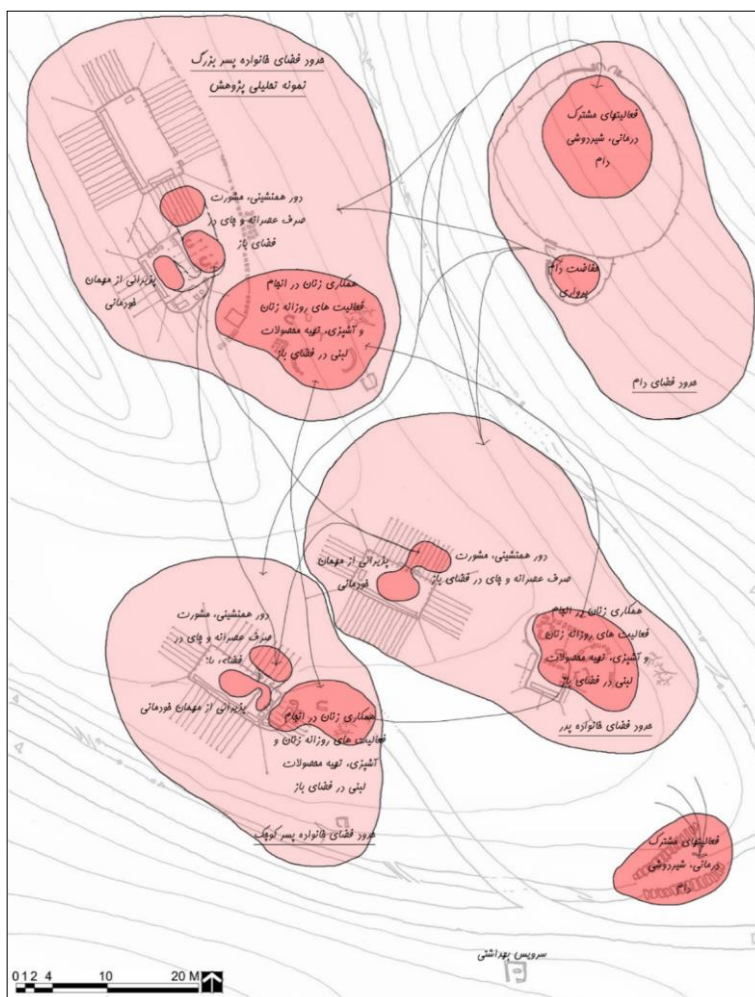 حدود فضای خانواده پسر بزرگ
نمونه تحلیلی پژوهش
دور همنشینی، مشورت
صرف عصرانه و چای در
فضای باز
پذیرائی از مهمان
خودمانی
همکاری زنان در انجام
فعالیت های روزانه زنان
و آشپزی، تهیه محصولات
لبنی در فضای باز
فعالیتهای مشترک
درمانی، شیردوشی
دام
حفاظت دام
پرواری
حدود فضای دام
پذیرائی از مهمان
خودمانی
دور همنشینی، مشورت
صرف عصرانه و چای در فضای باز
همکاری زنان در انجام
فعالیت های روزانه زنان
و آشپزی، تهیه محصولات
لبنی در فضای باز
حدود فضای خانواده پدر
دور همنشینی، مشورت
صرف عصرانه و چای در
پذیرائی از مهمان خودمانی
همکاری زنان در انجام
فعالیت های روزانه زنان و
آشپزی، تهیه محصولات
لبنی در فضای باز
حدود فضای خانواده پسر کوچک
فعالیتهای مشترک
درمانی، شیردوشی
دام
سرویس بهداشتی
0 1 2 4 10 20 M